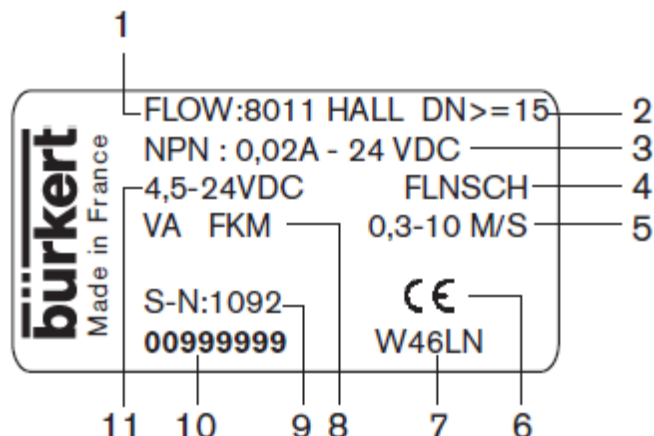 1
FLOW:8011 HALL DN>=15 2
NPN : 0,02A - 24 VDC 3
4,5-24VDC FLNSCH 4
VA FKM 0,3-10 M/S 5
S-N:1092 CE
00999999 W46LN
bürkert
Made in France
11 10 9 8 7 6